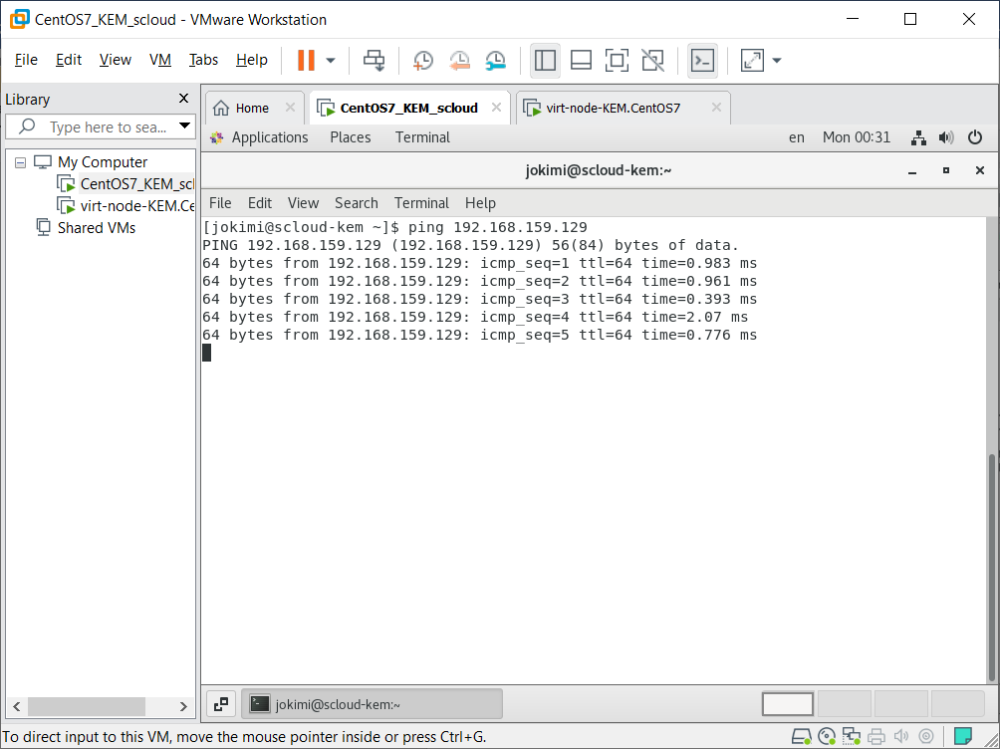 CentOS7_KEM_scloud - VMware Workstation
File Edit View VM Tabs Help
Library
Type here to sea...
My Computer
CentOS7_KEM_scl
virt-node-KEM.Ce
Shared VMs
Home CentOS7_KEM_scloud virt-node-KEM.CentOS7
Applications Places Terminal en Mon 00:31
jokimi@scloud-kem:~
File Edit View Search Terminal Help
[jokimi@scloud-kem ~]$ ping 192.168.159.129
PING 192.168.159.129 (192.168.159.129) 56(84) bytes of data.
64 bytes from 192.168.159.129: icmp_seq=1 ttl=64 time=0.983 ms
64 bytes from 192.168.159.129: icmp_seq=2 ttl=64 time=0.961 ms
64 bytes from 192.168.159.129: icmp_seq=3 ttl=64 time=0.393 ms
64 bytes from 192.168.159.129: icmp_seq=4 ttl=64 time=2.07 ms
64 bytes from 192.168.159.129: icmp_seq=5 ttl=64 time=0.776 ms
jokimi@scloud-kem:~
To direct input to this VM, move the mouse pointer inside or press Ctrl+G.